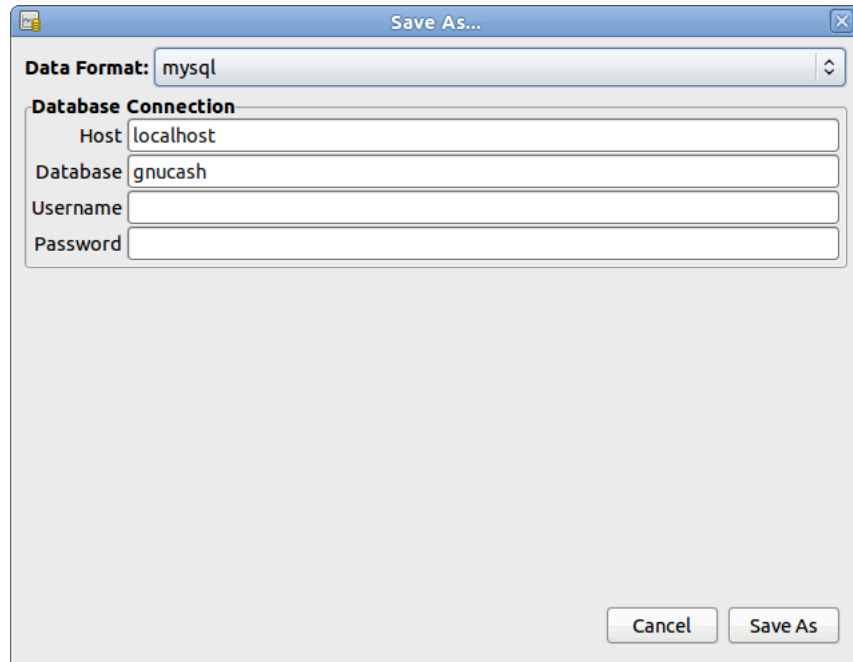 Save As...
Data Format: mysql
Database Connection
Host localhost
Database gnucash
Username
Password
Cancel Save As